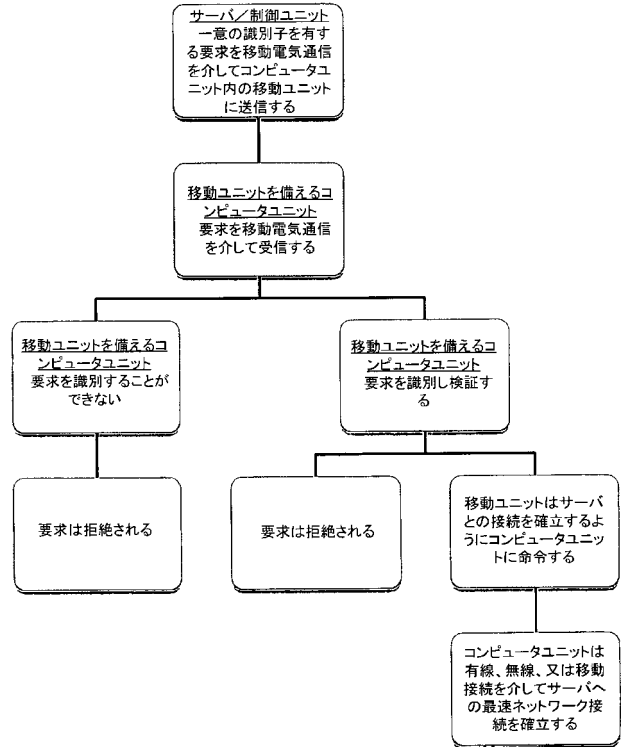 サーバ／制御ユニット
一意の識別子を有す
る要求を移動電気通信
を介してコンピュータユ
ニット内の移動ユニット
に送信する
移動ユニットを備えるコ
ンピュータユニット
要求を移動電気通信
を介して受信する
移動ユニットを備えるコ
ンピュータユニット
要求を識別することが
できない
移動ユニットを備えるコ
ンピュータユニット
要求を識別し検証す
る
要求は拒絶される
要求は拒絶される
移動ユニットはサーバ
との接続を確立するよ
うにコンピュータユニッ
トに命令する
コンピュータユニットは
有線、無線、又は移動
接続を介してサーバへ
の最速ネットワーク接
続を確立する